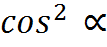 cos² ∝